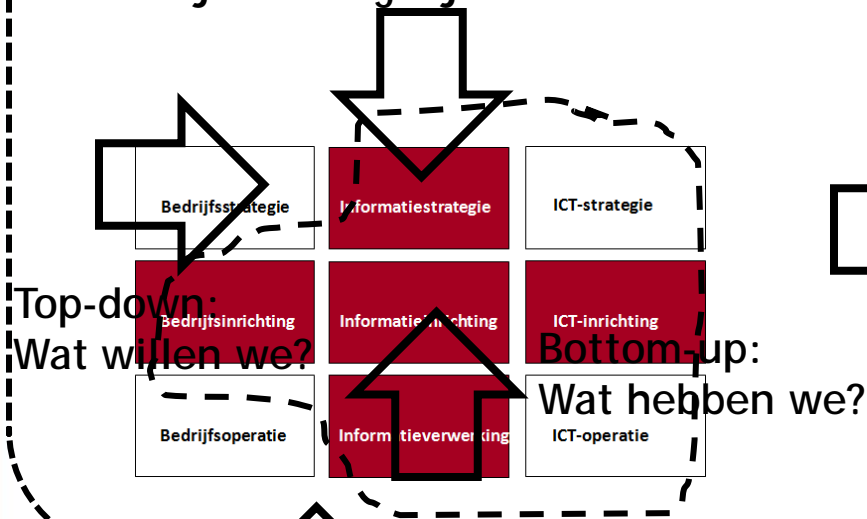 Bedrijfsstrategie
Informatiestrategie
ICT-strategie
Top-down:
Wat willen we?
Bedrijfsinrichting
Informatieinrichting
ICT-inrichting
Bottom-up:
Wat hebben we?
Bedrijfsoperatie
Informatieverwerking
ICT-operatie